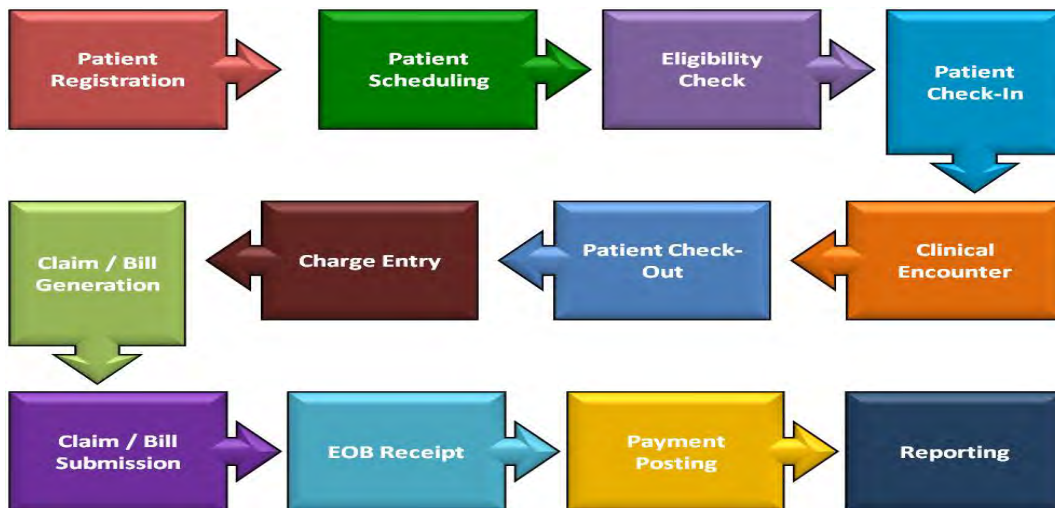 Patient
Registration
Patient
Scheduling
Eligibility
Check
Patient
Check-In
Clinical
Encounter
Patient Check-
Out
Charge Entry
Claim / Bill
Generation
Claim / Bill
Submission
EOB Receipt
Payment
Posting
Reporting